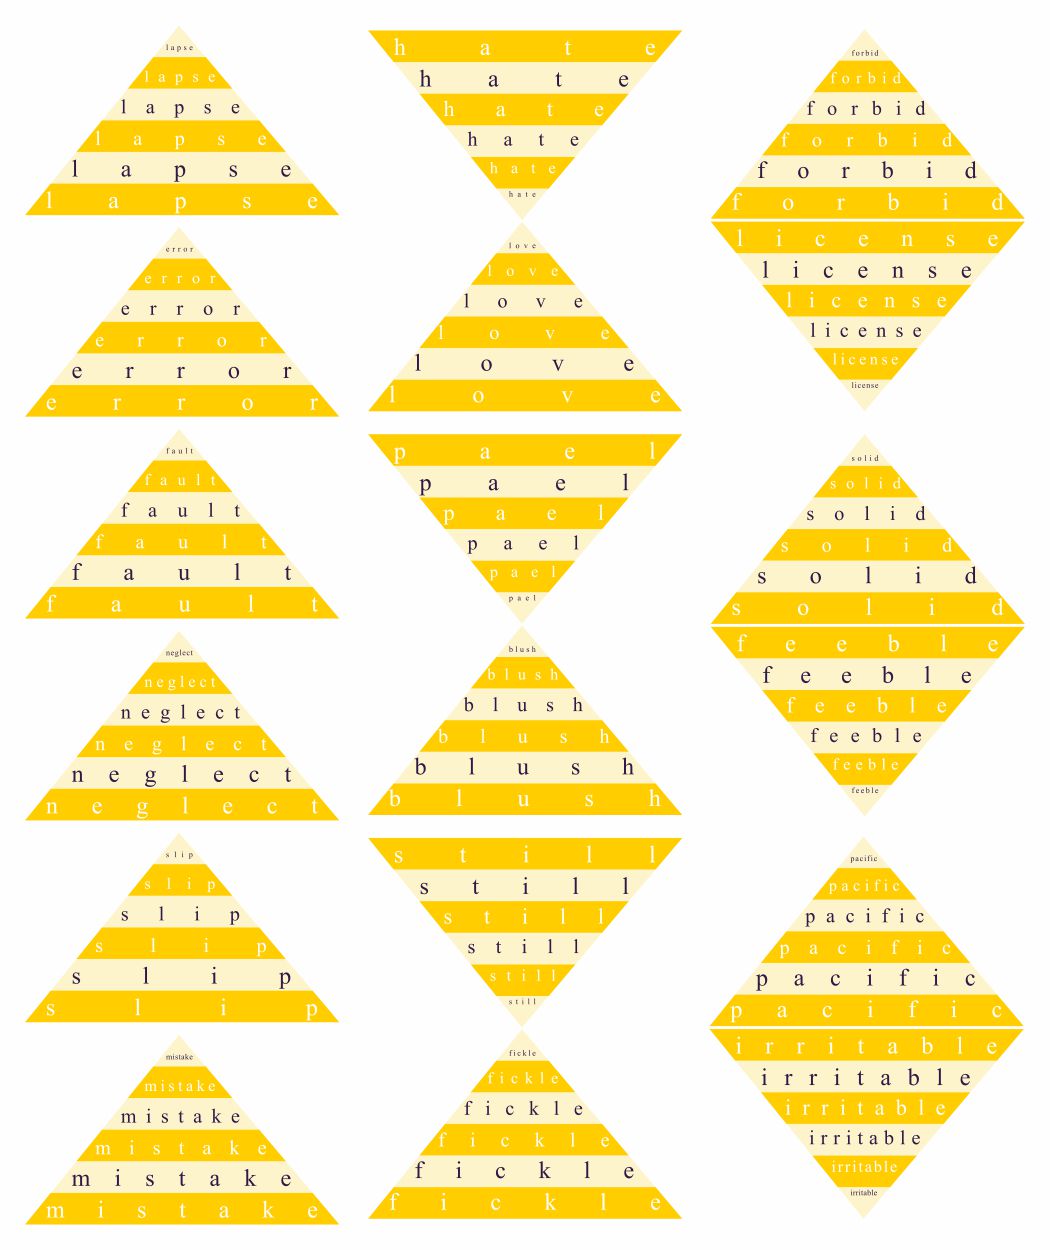 lapse
lapse
lapse
lapse
lapse
lapse
error
error
error
error
error
error
fault
fault
fault
fault
fault
fault
neglect
neglect
neglect
neglect
neglect
neglect
slip
slip
slip
slip
slip
slip
mistake
mistake
mistake
mistake
mistake
mistake
hate
hate
hate
hate
hate
hate
love
love
love
love
love
love
pael
pael
pael
pael
pael
pael
blush
blush
blush
blush
blush
blush
still
still
still
still
still
still
fickle
fickle
fickle
fickle
fickle
fickle
forbid
forbid
forbid
forbid
forbid
forbid
license
license
license
license
license
license
solid
solid
solid
solid
solid
solid
feeble
feeble
feeble
feeble
feeble
feeble
pacific
pacific
pacific
pacific
pacific
pacific
irritable
irritable
irritable
irritable
irritable
irritable